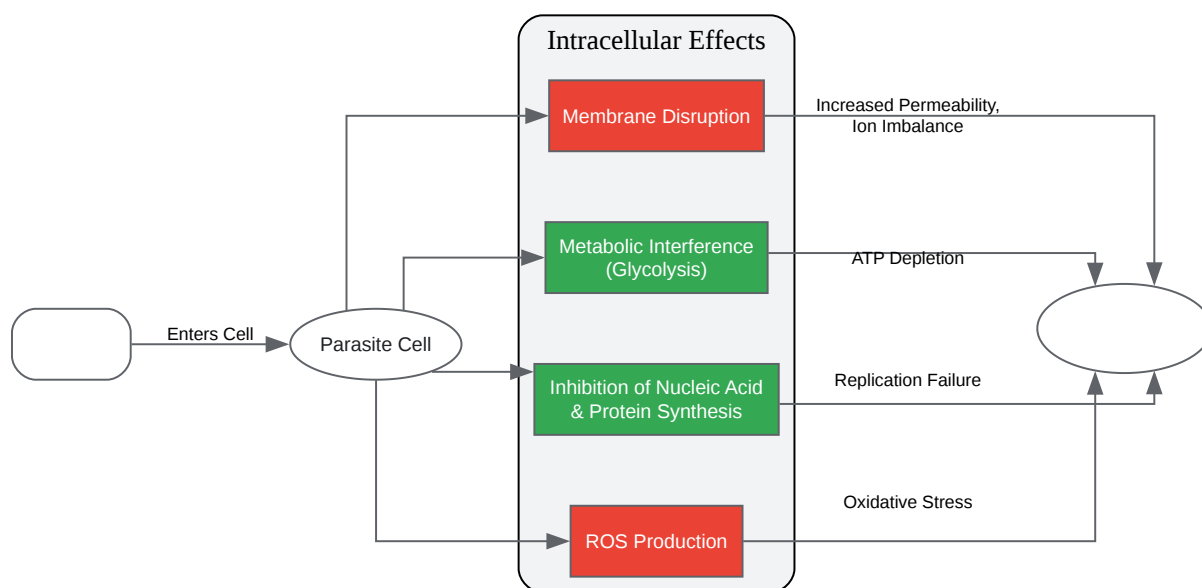 Intracellular Effects
Membrane Disruption
Increased Permeability,
Ion Imbalance
Metabolic Interference
(Glycolysis)
ATP Depletion
Enters Cell
Parasite Cell
Inhibition of Nucleic Acid
& Protein Synthesis
Replication Failure
ROS Production
Oxidative Stress